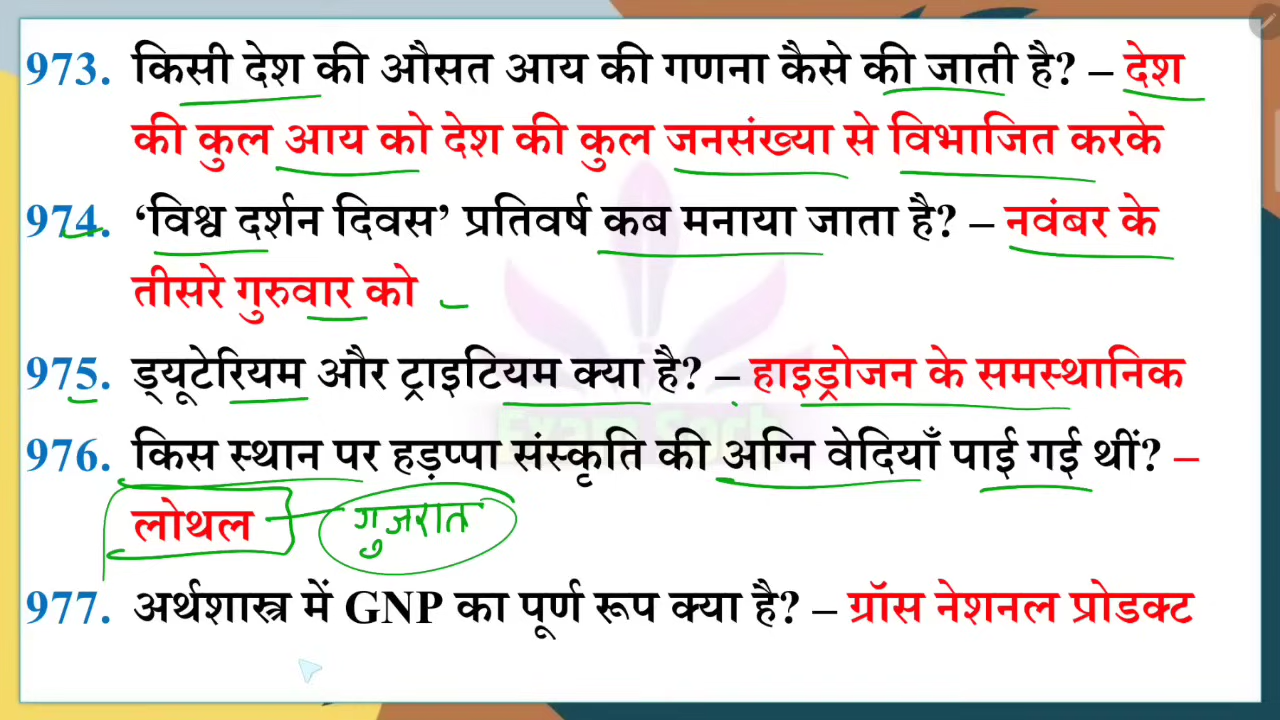 973. किसी देश की औसत आय की गणना कैसे की जाती है? – देश
की कुल आय को देश की कुल जनसंख्या से विभाजित करके
974. ‘विश्व दर्शन दिवस’ प्रतिवर्ष कब मनाया जाता है? – नवंबर के
तीसरे गुरुवार को
975. ड्यूटेरियम और ट्राइटियम क्या है? – हाइड्रोजन के समस्थानिक
976. किस स्थान पर हड़प्पा संस्कृति की अग्नि वेदियाँ पाई गई थीं? –
लोथल गुजरात
977. अर्थशास्त्र में GNP का पूर्ण रूप क्या है? – ग्रॉस नेशनल प्रोडक्ट